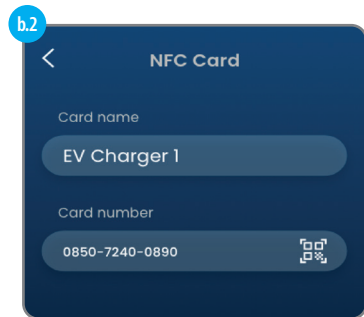 b.2
NFC Card
Card name
EV Charger 1
Card number
0850-7240-0890